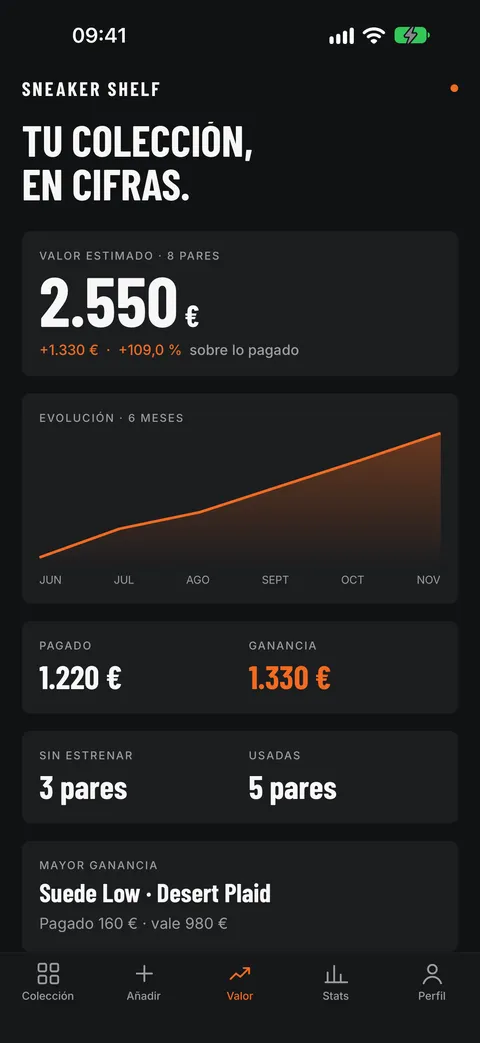 09:41
SNEAKER SHELF
TU COLECCIÓN,
EN CIFRAS.
VALOR ESTIMADO · 8 PARES
2.550 €
+1.330 € · +109,0 % sobre lo pagado
EVOLUCIÓN · 6 MESES
JUN JUL AGO SEPT OCT NOV
PAGADO GANANCIA
1.220 € 1.330 €
SIN ESTRENAR USADAS
3 pares 5 pares
MAYOR GANANCIA
Suede Low · Desert Plaid
Pagado 160 € · vale 980 €
Colección Añadir Valor Stats Perfil